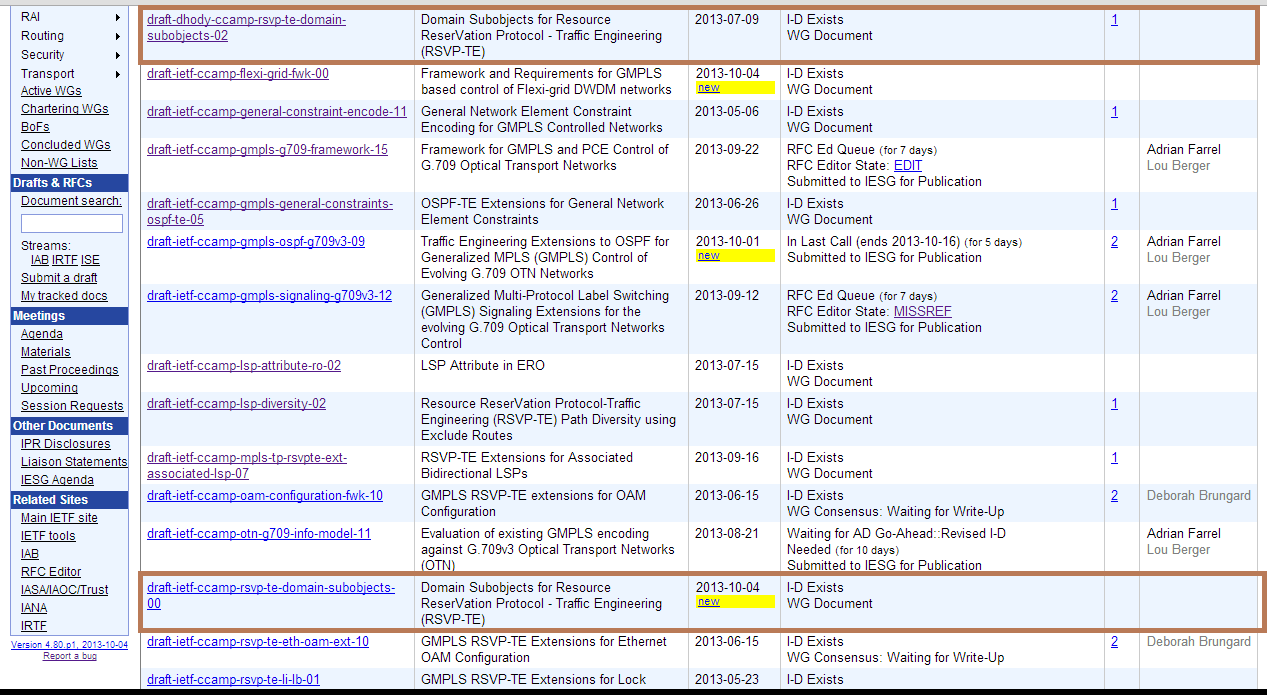 RAI
Routing
Security
Transport
Active WGs
Chartering WGs
BoFs
Concluded WGs
Non-WG Lists
Drafts & RFCs
Document search:
Streams:
IAB IRTF ISE
Submit a draft
My tracked docs
Meetings
Agenda
Materials
Past Proceedings
Upcoming
Session Requests
Other Documents
IPR Disclosures
Liaison Statements
IESG Agenda
Related Sites
Main IETF site
IETF tools
IAB
RFC Editor
IASA/IAOC/Trust
IANA
IRTF
Version 4.80.p1, 2013-10-04
Report a bug
draft-dhody-ccamp-rsvp-te-domain-
subobjects-02
Domain Subobjects for Resource
ReserVation Protocol - Traffic Engineering
(RSVP-TE)
2013-07-09
I-D Exists
WG Document
1
draft-ietf-ccamp-flexi-grid-fwk-00
Framework and Requirements for GMPLS
based control of Flexi-grid DWDM networks
2013-10-04
new
I-D Exists
WG Document
draft-ietf-ccamp-general-constraint-encode-11
General Network Element Constraint
Encoding for GMPLS Controlled Networks
2013-05-06
I-D Exists
WG Document
1
draft-ietf-ccamp-gmpls-g709-framework-15
Framework for GMPLS and PCE Control of
G.709 Optical Transport Networks
2013-09-22
RFC Ed Queue (for 7 days)
RFC Editor State: EDIT
Submitted to IESG for Publication
Adrian Farrel
Lou Berger
draft-ietf-ccamp-gmpls-general-constraints-
ospf-te-05
OSPF-TE Extensions for General Network
Element Constraints
2013-06-26
I-D Exists
WG Document
1
draft-ietf-ccamp-gmpls-ospf-g709v3-09
Traffic Engineering Extensions to OSPF for
Generalized MPLS (GMPLS) Control of
Evolving G.709 OTN Networks
2013-10-01
new
In Last Call (ends 2013-10-16) (for 5 days)
Submitted to IESG for Publication
2
Adrian Farrel
Lou Berger
draft-ietf-ccamp-gmpls-signaling-g709v3-12
Generalized Multi-Protocol Label Switching
(GMPLS) Signaling Extensions for the
evolving G.709 Optical Transport Networks
Control
2013-09-12
RFC Ed Queue (for 7 days)
RFC Editor State: MISSREF
Submitted to IESG for Publication
2
Adrian Farrel
Lou Berger
draft-ietf-ccamp-lsp-attribute-ro-02
LSP Attribute in ERO
2013-07-15
I-D Exists
WG Document
draft-ietf-ccamp-lsp-diversity-02
Resource ReserVation Protocol-Traffic
Engineering (RSVP-TE) Path Diversity using
Exclude Routes
2013-07-15
I-D Exists
WG Document
1
draft-ietf-ccamp-mpls-tp-rsvpte-ext-
associated-lsp-07
RSVP-TE Extensions for Associated
Bidirectional LSPs
2013-09-16
I-D Exists
WG Document
1
draft-ietf-ccamp-oam-configuration-fwk-10
GMPLS RSVP-TE extensions for OAM
Configuration
2013-06-15
I-D Exists
WG Consensus: Waiting for Write-Up
2
Deborah Brungard
draft-ietf-ccamp-otn-g709-info-model-11
Evaluation of existing GMPLS encoding
against G.709v3 Optical Transport Networks
(OTN)
2013-08-21
Waiting for AD Go-Ahead::Revised I-D
Needed (for 10 days)
Submitted to IESG for Publication
Adrian Farrel
Lou Berger
draft-ietf-ccamp-rsvp-te-domain-subobjects-
00
Domain Subobjects for Resource
ReserVation Protocol - Traffic Engineering
(RSVP-TE)
2013-10-04
new
I-D Exists
WG Document
draft-ietf-ccamp-rsvp-te-eth-oam-ext-10
GMPLS RSVP-TE Extensions for Ethernet
OAM Configuration
2013-06-15
I-D Exists
WG Consensus: Waiting for Write-Up
2
Deborah Brungard
draft-ietf-ccamp-rsvp-te-li-lb-01
GMPLS RSVP-TE Extensions for Lock
2013-05-23
I-D Exists